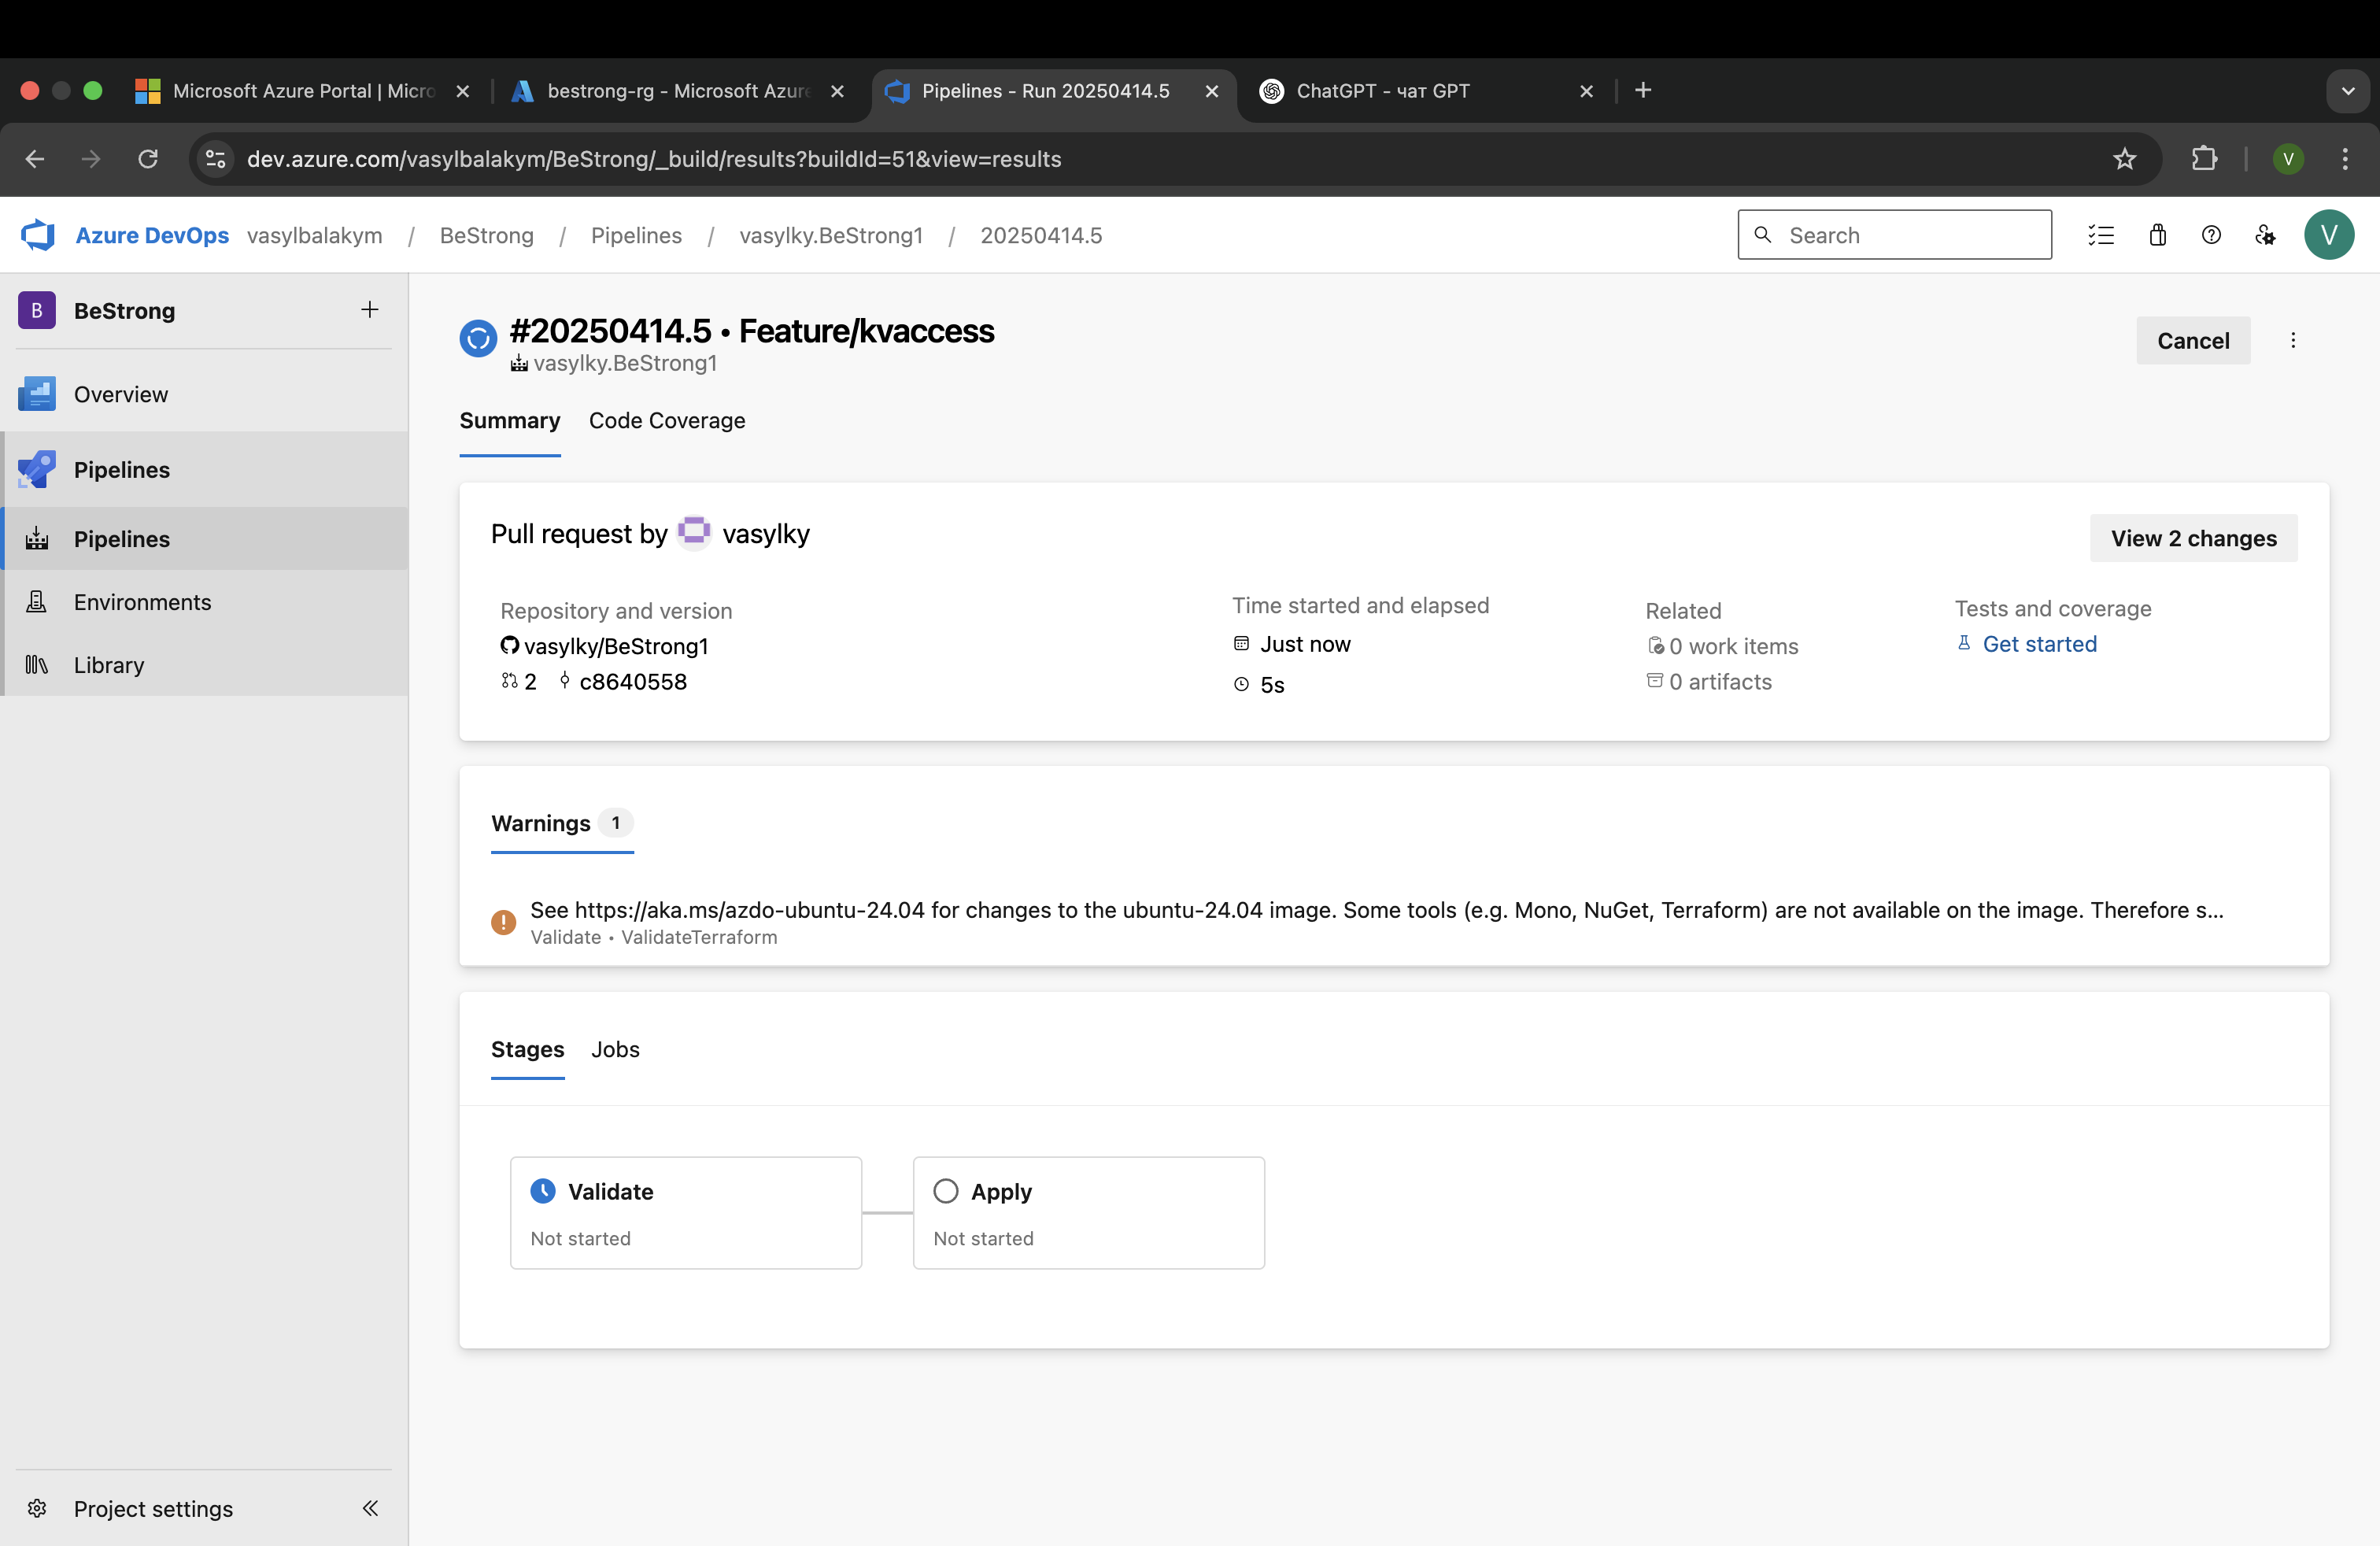 Microsoft Azure Portal | Micro
bestrong-rg - Microsoft Azure
Pipelines - Run 20250414.5
ChatGPT - чат GPT
dev.azure.com/vasylbalakym/BeStrong/_build/results?buildId=51&view=results
V
Azure DevOps vasylbalakym / BeStrong / Pipelines / vasylky.BeStrong1 / 20250414.5
Search
V
B BeStrong
Overview
Pipelines
Pipelines
Environments
Library
Project settings
#20250414.5 • Feature/kvaccess
vasylky.BeStrong1
Cancel
Summary Code Coverage
Pull request by vasylky
View 2 changes
Repository and version
vasylky/BeStrong1
2 c8640558
Time started and elapsed
Just now
5s
Related
0 work items
0 artifacts
Tests and coverage
Get started
Warnings 1
See https://aka.ms/azdo-ubuntu-24.04 for changes to the ubuntu-24.04 image. Some tools (e.g. Mono, NuGet, Terraform) are not available on the image. Therefore s...
Validate • ValidateTerraform
Stages Jobs
Validate
Not started
Apply
Not started